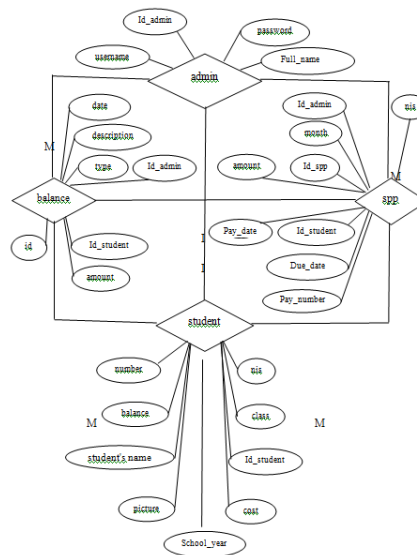 Id_admin
password
username
Full_name
admin
date
Id_admin
nis
description
month
M
type
Id_admin
amount
Id_spp
M
balance
spp
id
Id_student
Pay_date
Id_student
I
amount
Due_date
I
Pay_number
student
number
nis
balance
class
M
M
student's name
Id_student
picture
cost
School_year